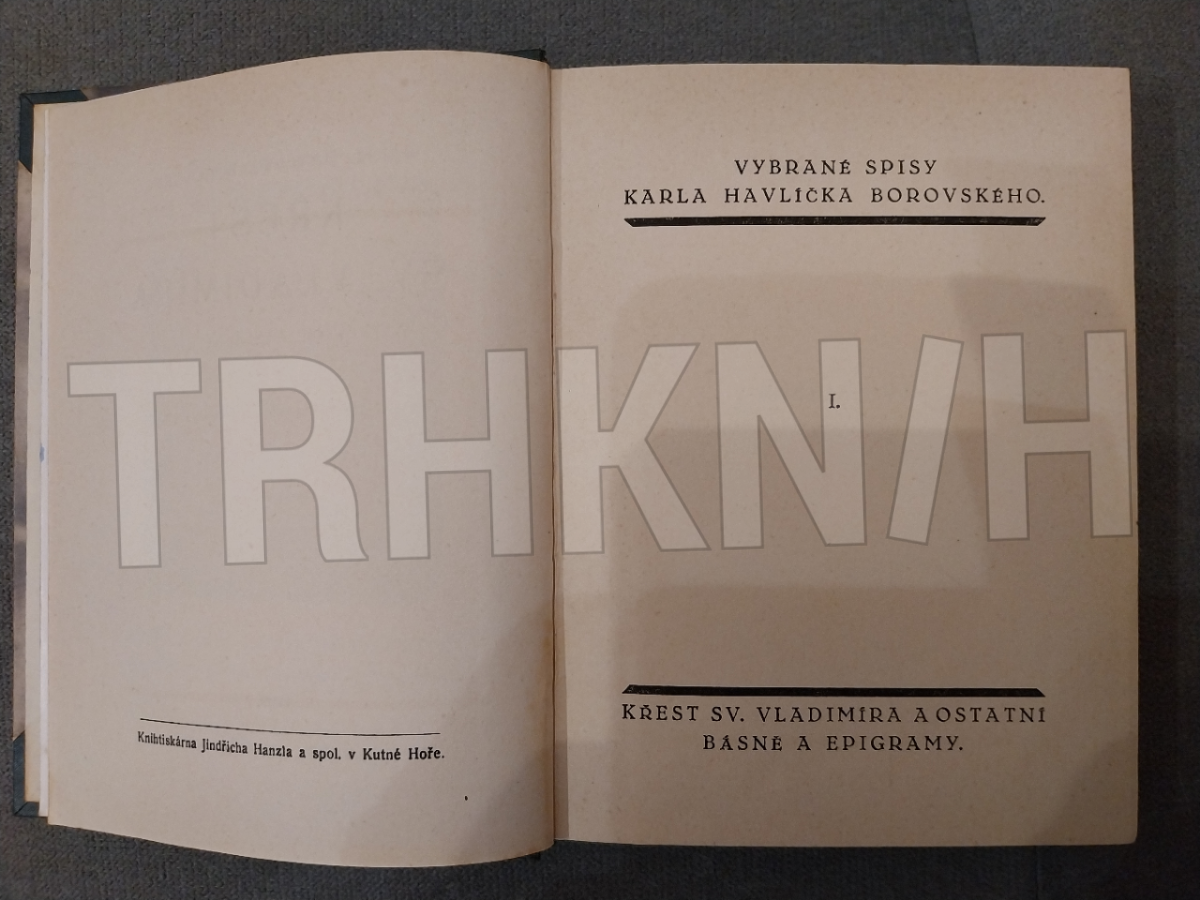 Knihtiskárna Jindřicha Hanzla a spol. v Kutné Hoře.
VYBRANÉ SPISY
KARLA HAVLÍČKA BOROVSKÉHO.
I.
KŘEST SV. VLADIMÍRA A OSTATNÍ
BÁSNĚ A EPIGRAMY.
TRHKNIH